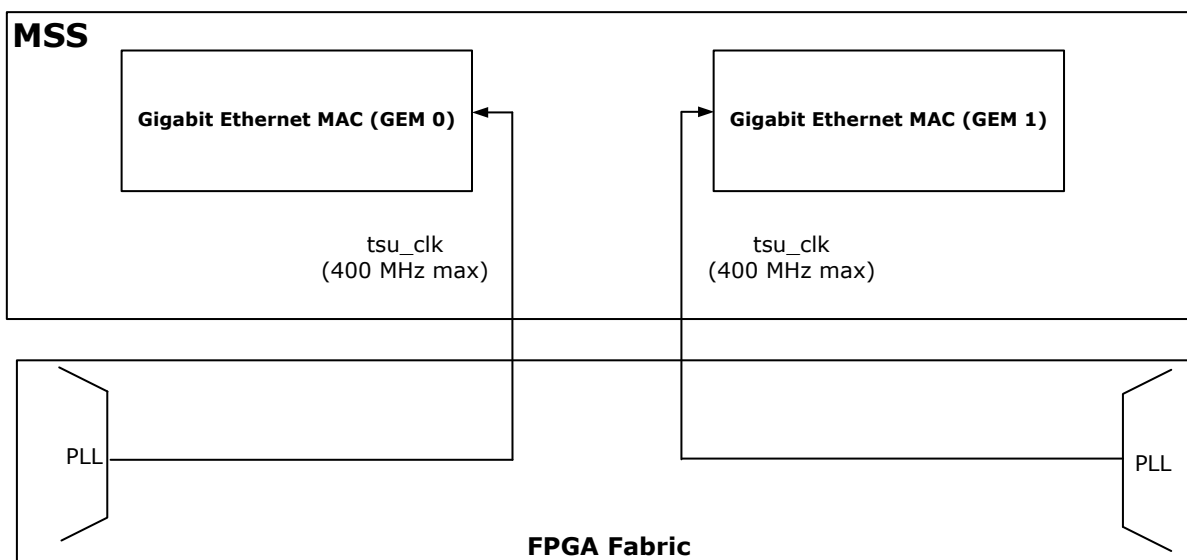 MSS
Gigabit Ethernet MAC (GEM 0)
Gigabit Ethernet MAC (GEM 1)
tsu_clk
(400 MHz max)
tsu_clk
(400 MHz max)
PLL
PLL
FPGA Fabric